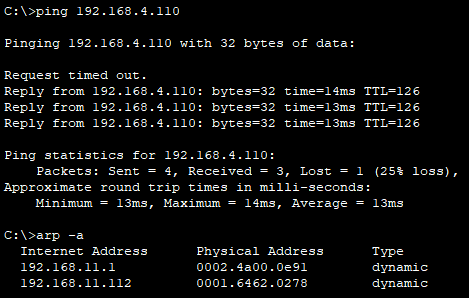 C:\>ping 192.168.4.110
Pinging 192.168.4.110 with 32 bytes of data:
Request timed out.
Reply from 192.168.4.110: bytes=32 time=14ms TTL=126
Reply from 192.168.4.110: bytes=32 time=13ms TTL=126
Reply from 192.168.4.110: bytes=32 time=13ms TTL=126
Ping statistics for 192.168.4.110:
Packets: Sent = 4, Received = 3, Lost = 1 (25% loss),
Approximate round trip times in milli-seconds:
Minimum = 13ms, Maximum = 14ms, Average = 13ms
C:\>arp -a
Internet Address Physical Address Type
192.168.11.1 0002.4a00.0e91 dynamic
192.168.11.112 0001.6462.0278 dynamic